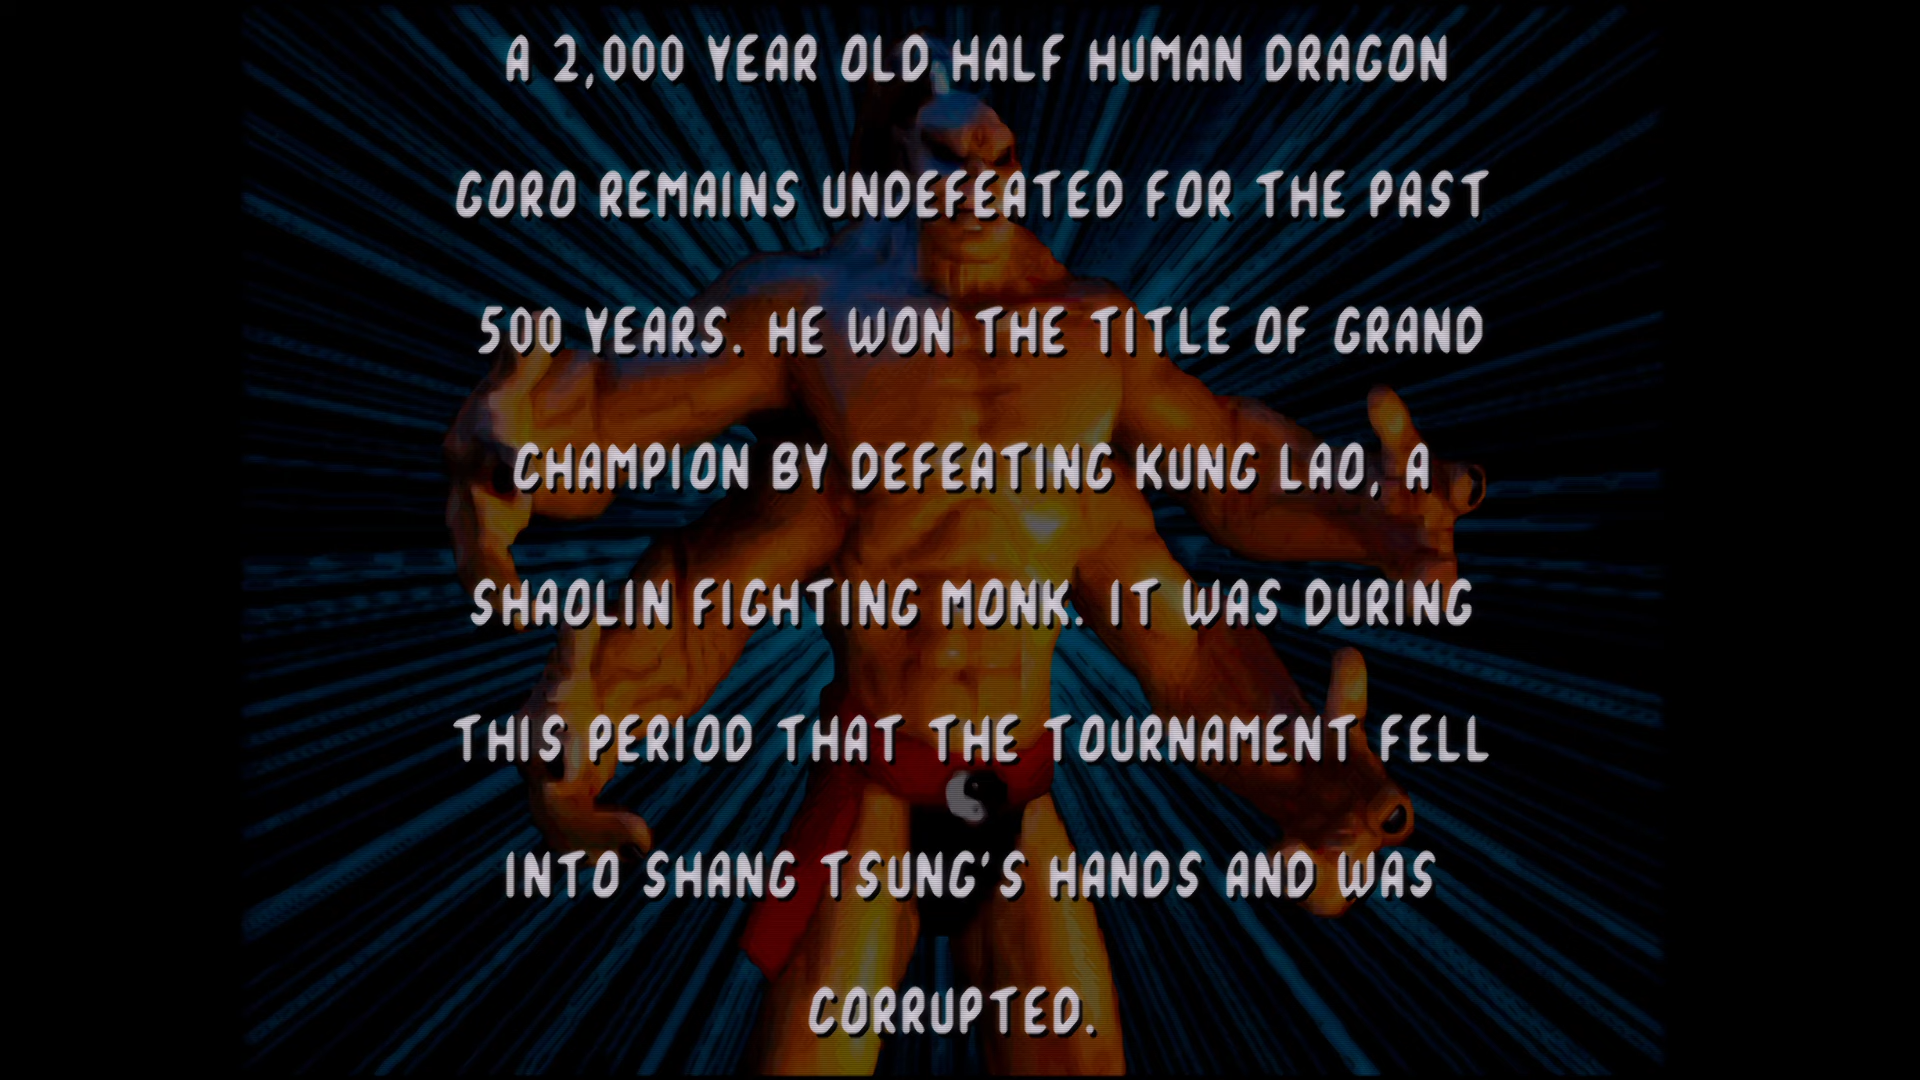 A 2,000 YEAR OLD HALF HUMAN DRAGON
GORO REMAINS UNDEFEATED FOR THE PAST
500 YEARS. HE WON THE TITLE OF GRAND
CHAMPION BY DEFEATING KUNG LAO, A
SHAOLIN FIGHTING MONK. IT WAS DURING
THIS PERIOD THAT THE TOURNAMENT FELL
INTO SHANG TSUNG'S HANDS AND WAS
CORRUPTED.